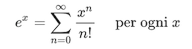 e^x = \sum_{n=0}^{\infty} \frac{x^n}{n!} per ogni x